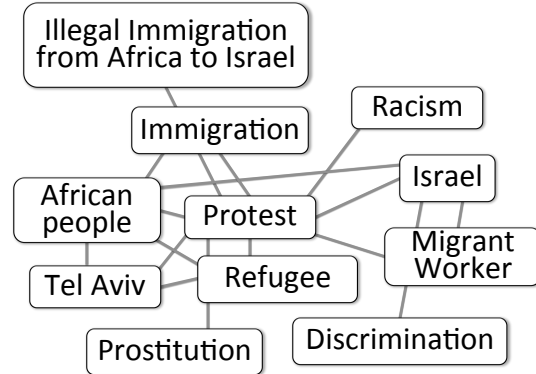 Illegal Immigration
from Africa to Israel
Immigration
Racism
Israel
African
people
Protest
Migrant
Worker
Tel Aviv
Refugee
Prostitution
Discrimination